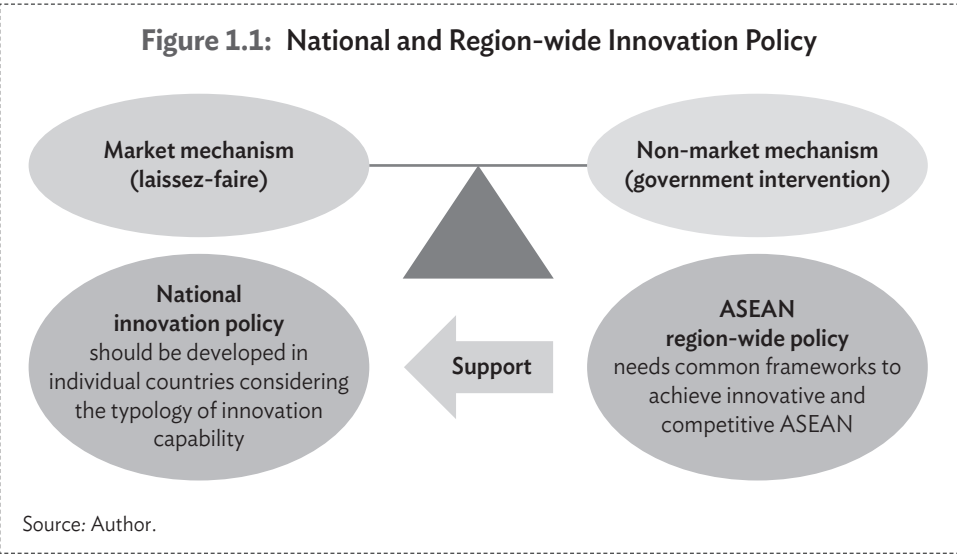 Figure 1.1: National and Region-wide Innovation Policy
Market mechanism
(laissez-faire)
Non-market mechanism
(government intervention)
National
innovation policy
should be developed in
individual countries considering
the typology of innovation
capability
Support
ASEAN
region-wide policy
needs common frameworks to
achieve innovative and
competitive ASEAN
Source: Author.